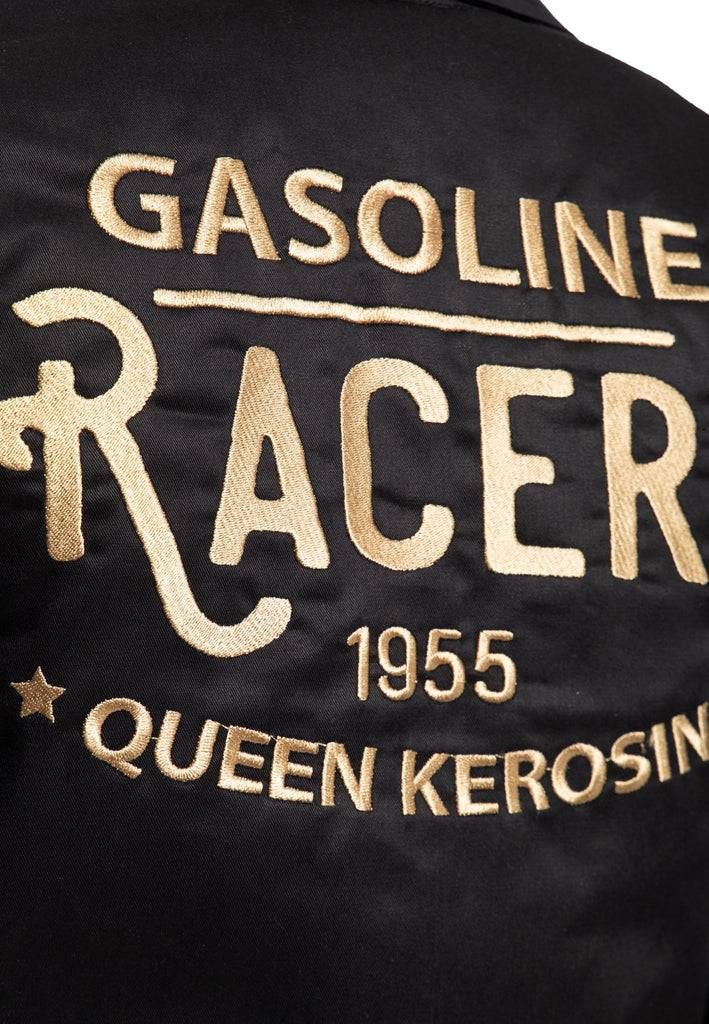 GASOLINE
RACER
1955
QUEEN KEROSIN